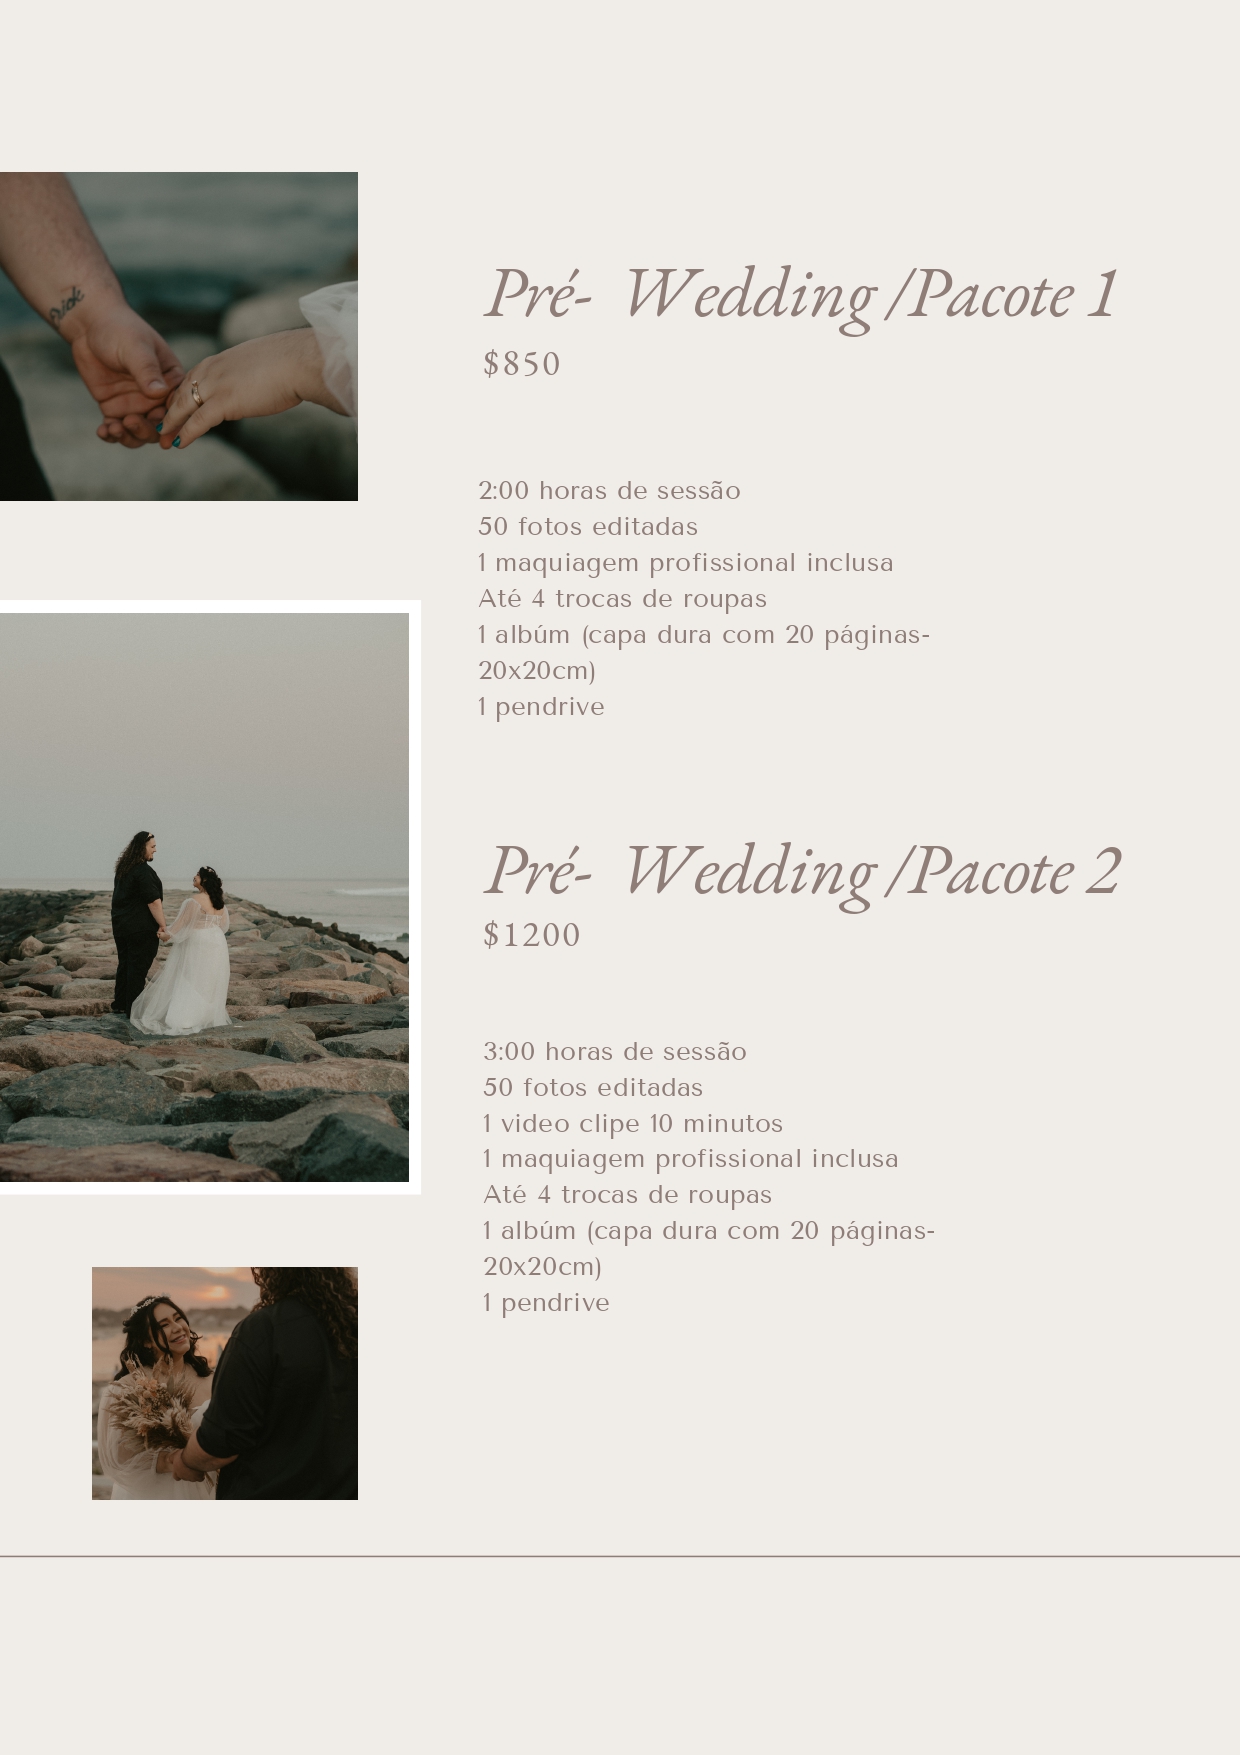 Pré- Wedding /Pacote 1
$850
2:00 horas de sessão
50 fotos editadas
1 maquiagem profissional inclusa
Até 4 trocas de roupas
1 albúm (capa dura com 20 páginas-
20x20cm)
1 pendrive
Pré- Wedding /Pacote 2
$1200
3:00 horas de sessão
50 fotos editadas
1 video clipe 10 minutos
1 maquiagem profissional inclusa
Até 4 trocas de roupas
1 albúm (capa dura com 20 páginas-
20x20cm)
1 pendrive